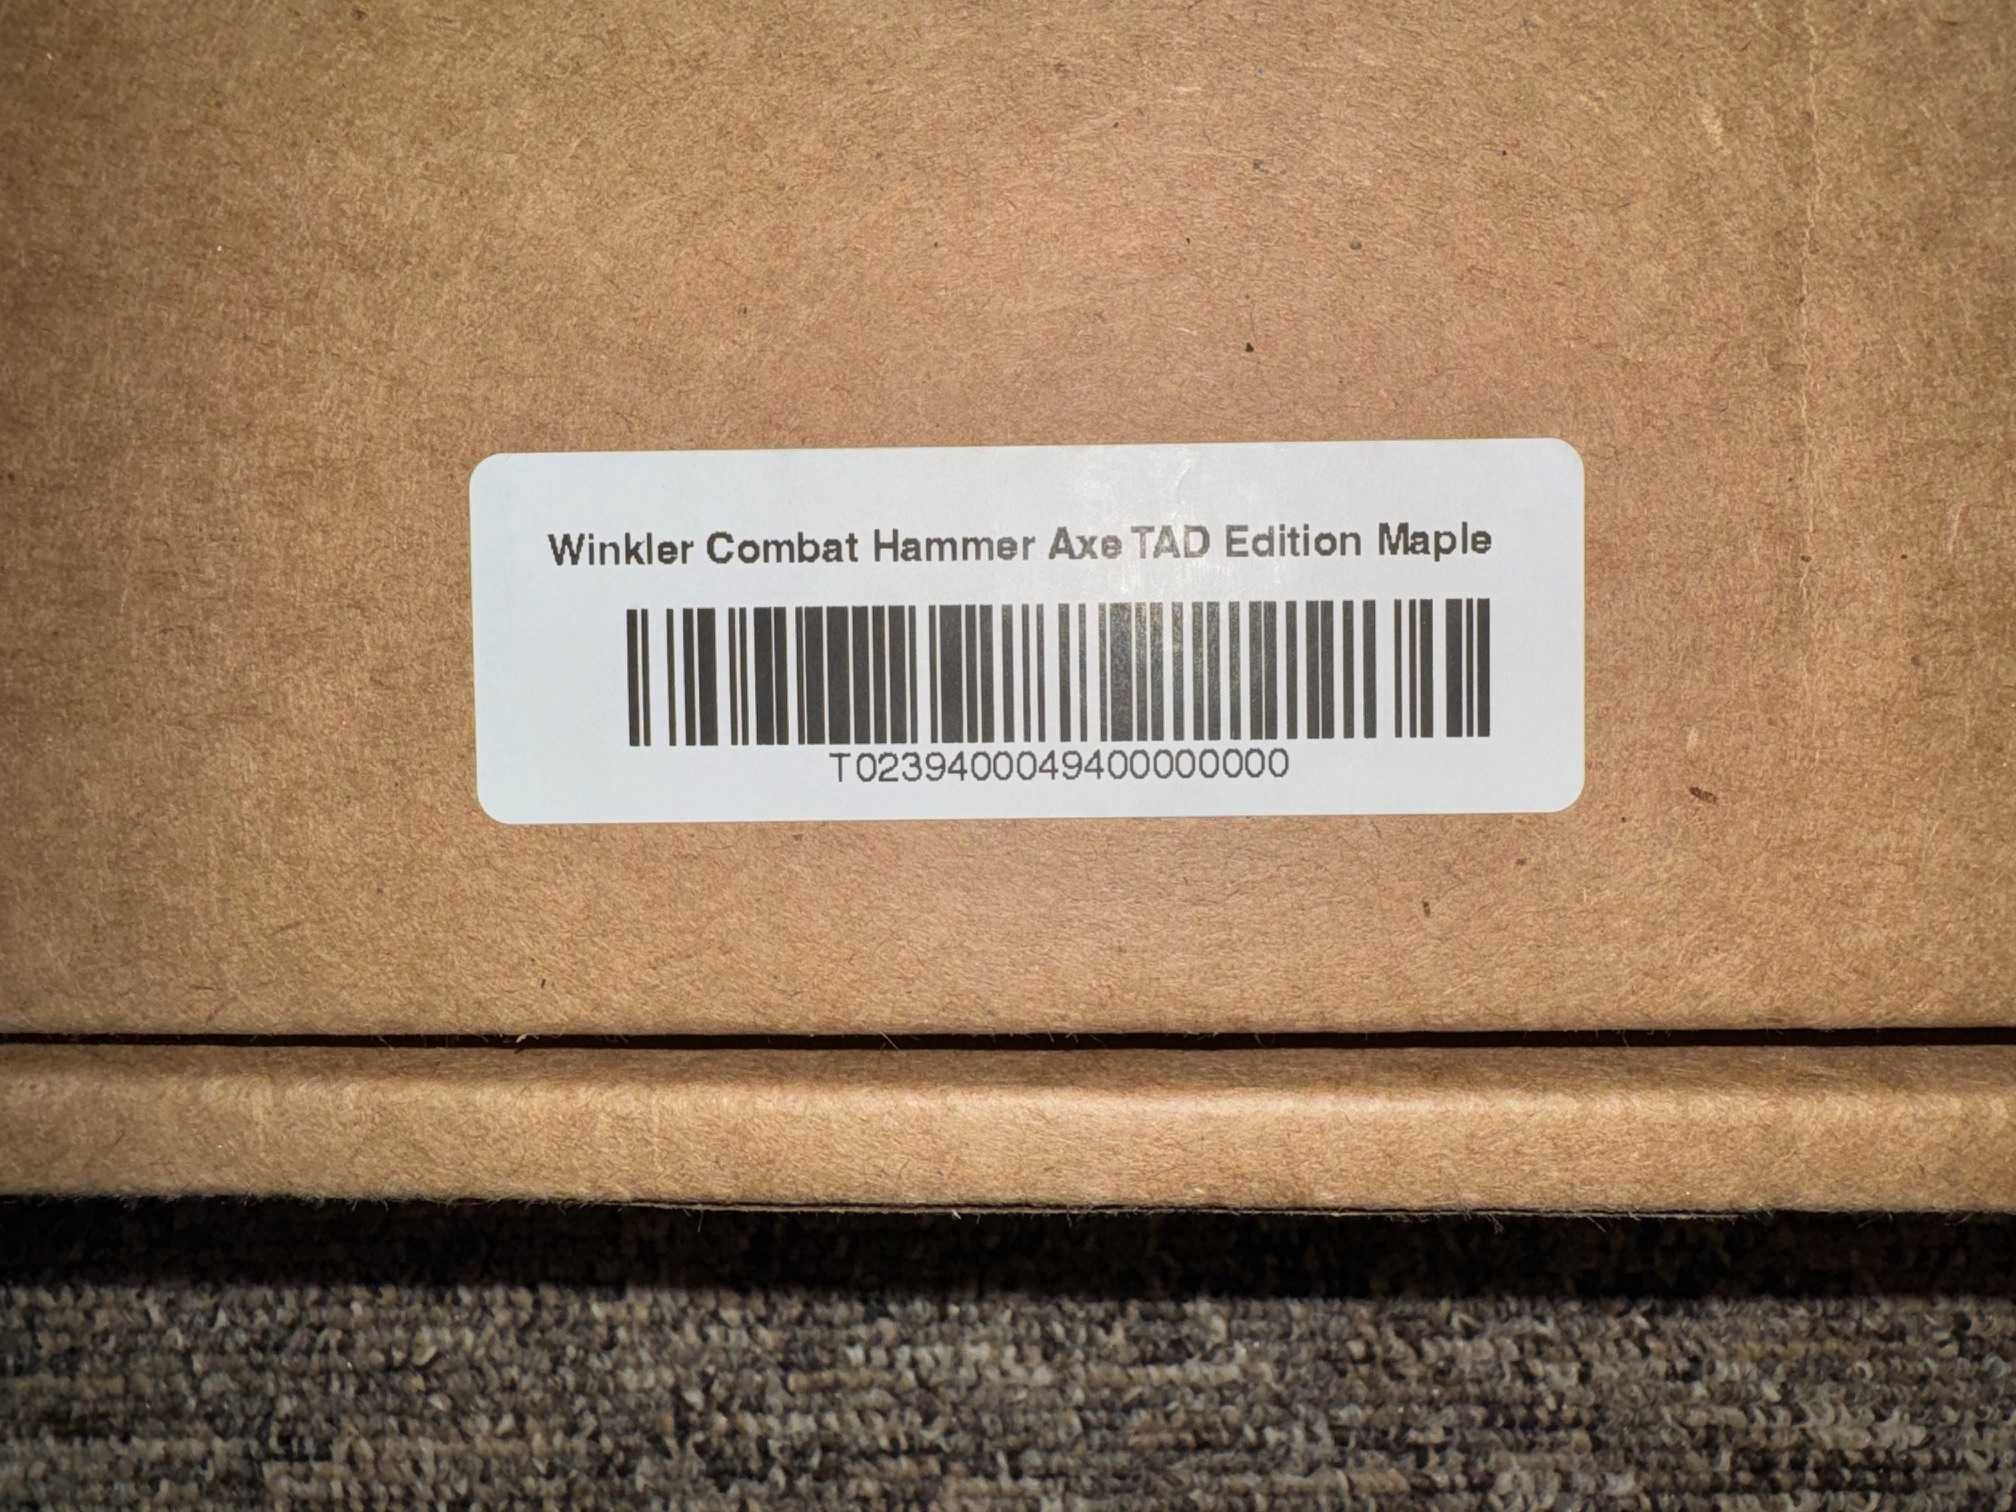 Winkler Combat Hammer Axe TAD Edition Maple
T0239400049400000000